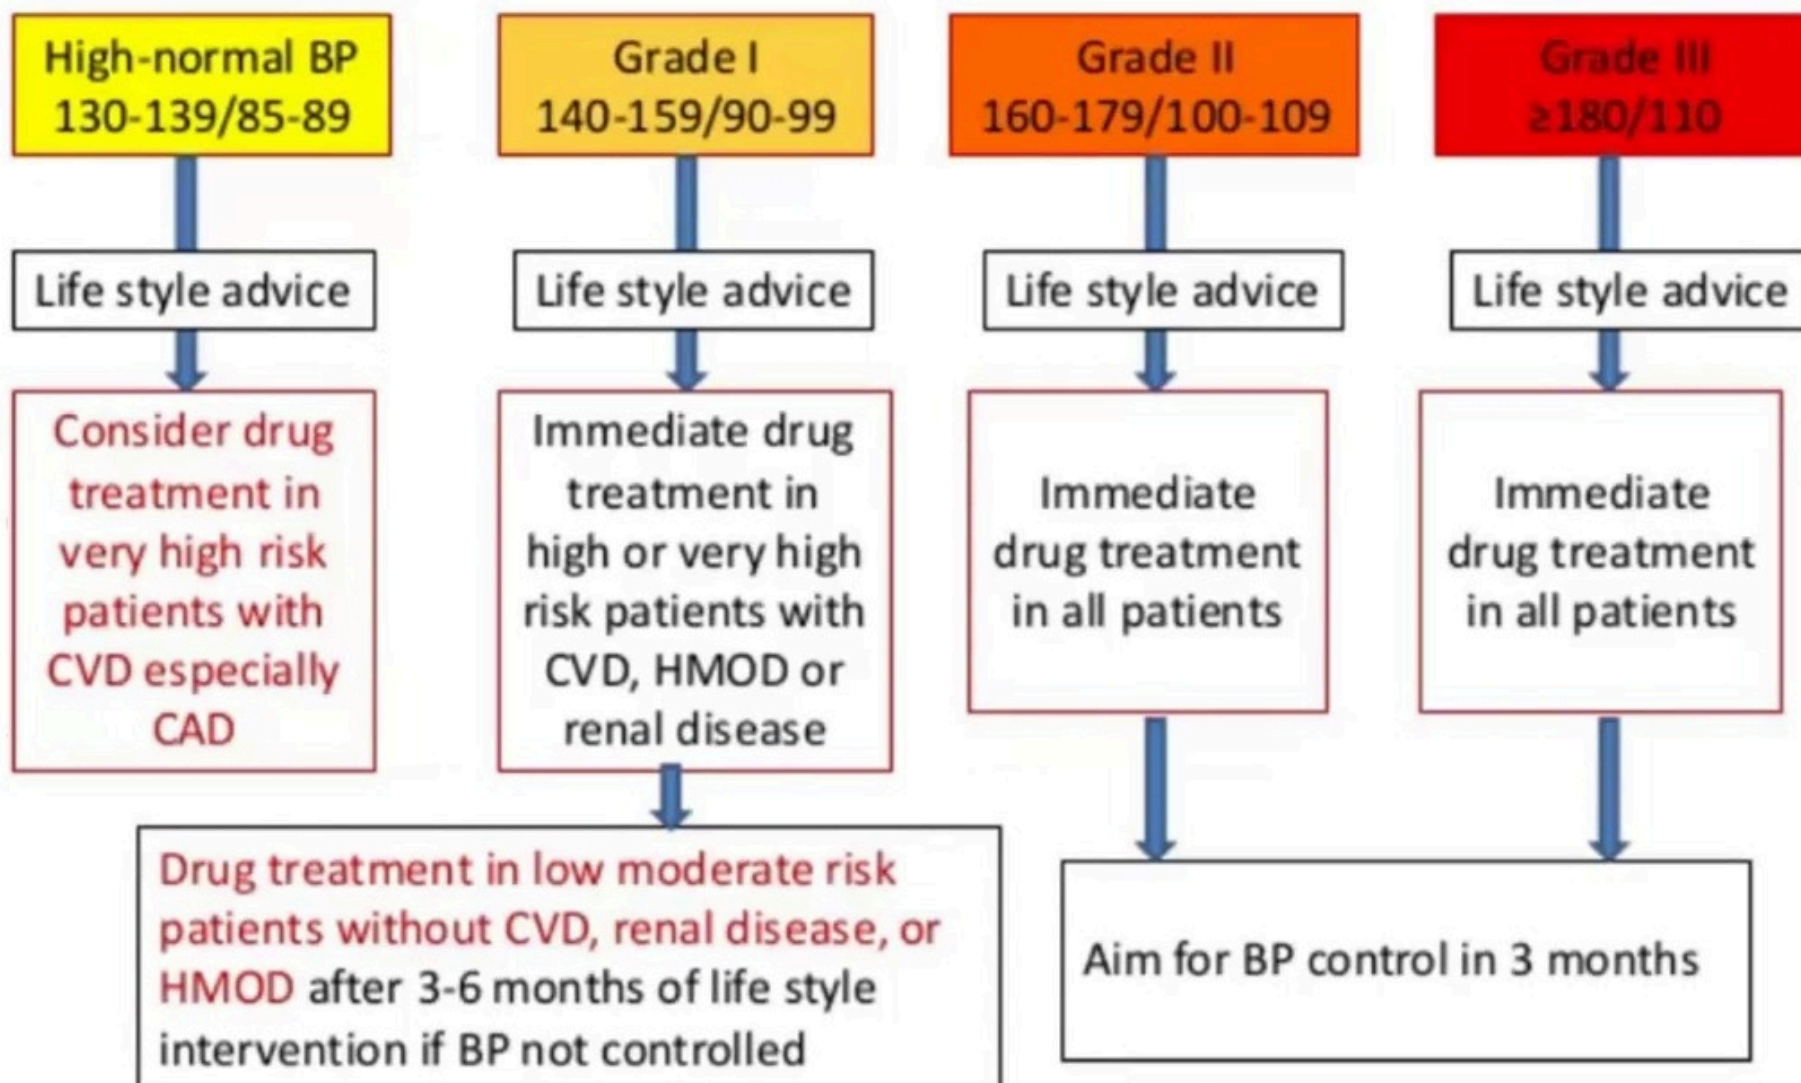 High-normal BP
130-139/85-89
Grade I
140-159/90-99
Grade II
160-179/100-109
Grade III
≥180/110
Life style advice
Life style advice
Life style advice
Life style advice
Consider drug
treatment in
very high risk
patients with
CVD especially
CAD
Immediate drug
treatment in
high or very high
risk patients with
CVD, HMOD or
renal disease
Immediate
drug treatment
in all patients
Immediate
drug treatment
in all patients
Drug treatment in low moderate risk
patients without CVD, renal disease, or
HMOD after 3-6 months of life style
intervention if BP not controlled
Aim for BP control in 3 months